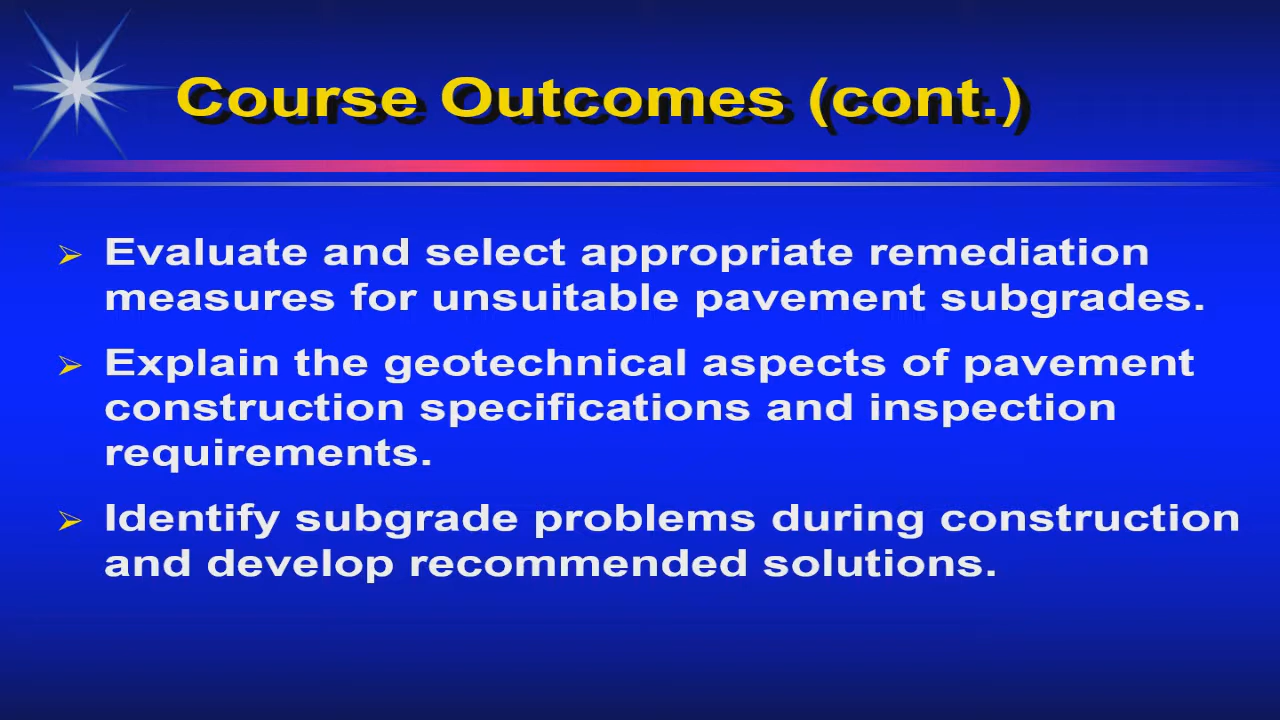 Course Outcomes (cont.)
Evaluate and select appropriate remediation
measures for unsuitable pavement subgrades.
Explain the geotechnical aspects of pavement
construction specifications and inspection
requirements.
Identify subgrade problems during construction
and develop recommended solutions.